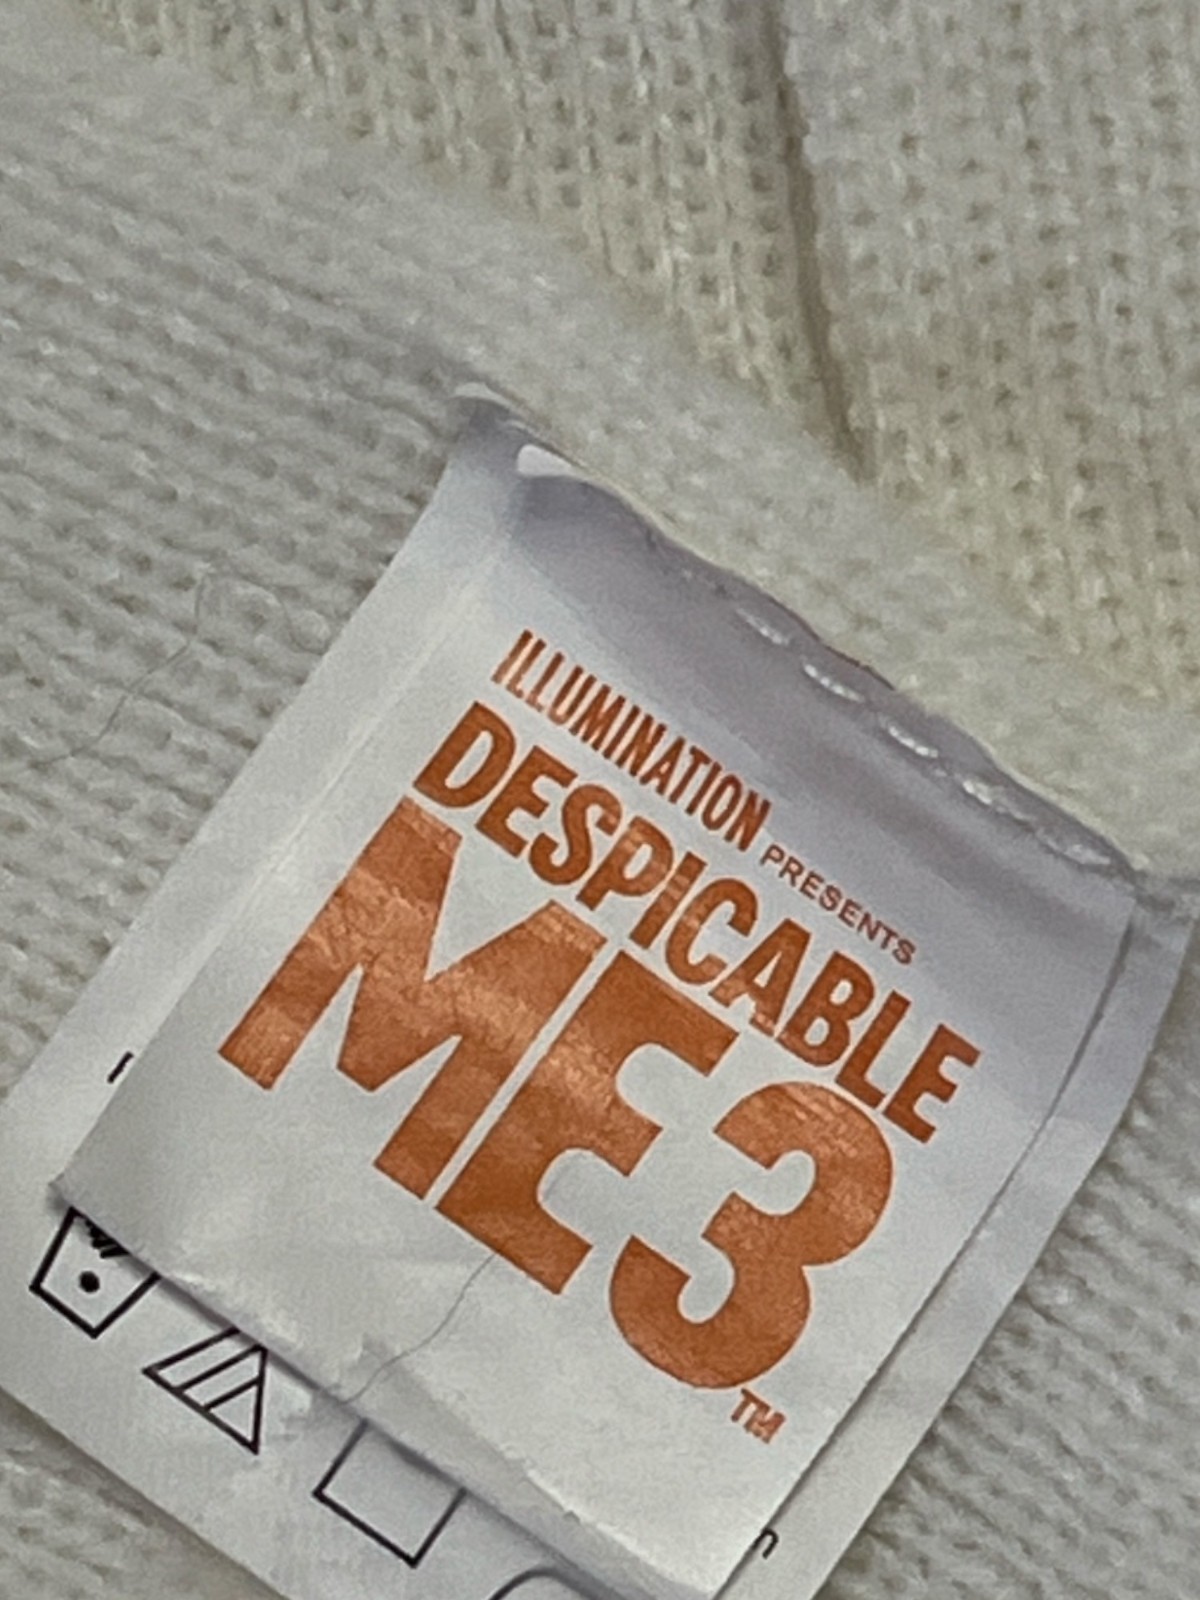 ILLUMINATION
PRESENTS
DESPICABLE
ME3
TM